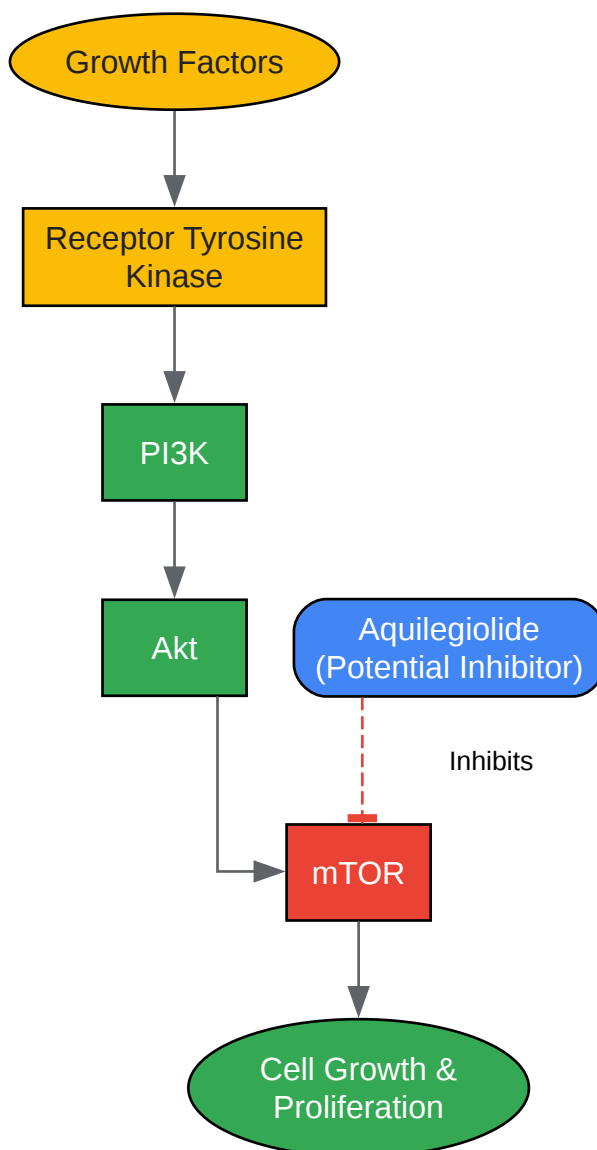 Growth Factors
Receptor Tyrosine
Kinase
PI3K
Akt
Aquilegiolide
(Potential Inhibitor)
Inhibits
mTOR
Cell Growth &
Proliferation